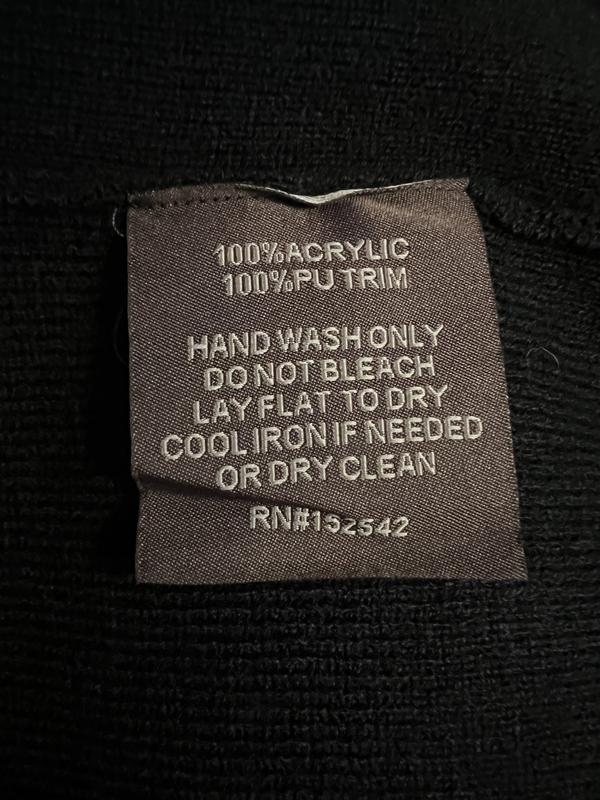 100%ACRYLIC
100%PU TRIM
HAND WASH ONLY
DO NOT BLEACH
LAY FLAT TO DRY
COOL IRON IF NEEDED
OR DRY CLEAN
RN#152542